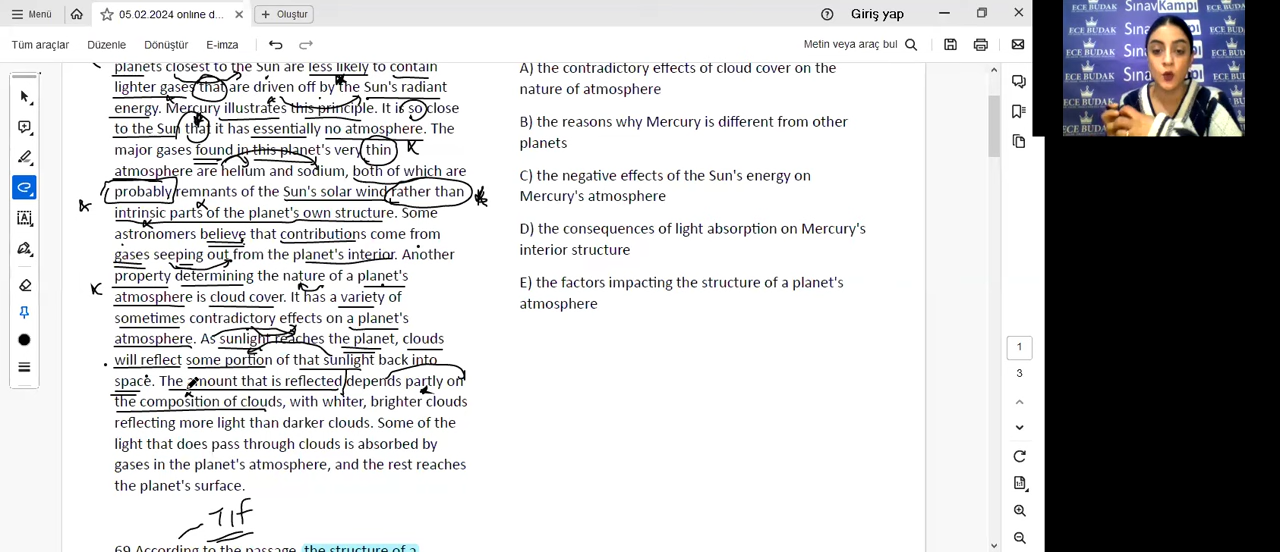 Menü
05.02.2024 online d...
Oluştur
Giriş yap
Tüm araçlar
Düzenle
Dönüştür
E-imza
Metin veya araç bul
planets closest to the Sun are less likely to contain
lighter gases that are driven off by the Sun's radiant
energy. Mercury illustrates this principle. It is so close
to the Sun that it has essentially no atmosphere. The
major gases found in this planet's very thin
atmosphere are helium and sodium, both of which are
probably remnants of the Sun's solar wind rather than
intrinsic parts of the planet's own structure. Some
astronomers believe that contributions come from
gases seeping out from the planet's interior. Another
property determining the nature of a planet's
atmosphere is cloud cover. It has a variety of
sometimes contradictory effects on a planet's
atmosphere. As sunlight reaches the planet, clouds
will reflect some portion of that sunlight back into
space. The amount that is reflected depends partly on
the composition of clouds, with whiter, brighter clouds
reflecting more light than darker clouds. Some of the
light that does pass through clouds is absorbed by
gases in the planet's atmosphere, and the rest reaches
the planet's surface.
TIF
69 According to the passage, the structure of a
A) the contradictory effects of cloud cover on the
nature of atmosphere
B) the reasons why Mercury is different from other
planets
C) the negative effects of the Sun's energy on
Mercury's atmosphere
D) the consequences of light absorption on Mercury's
interior structure
E) the factors impacting the structure of a planet's
atmosphere
1
3
ECE BUDAK
SınavKampi
ECE BUDAK
ECE BUDAK
ECE BUDAK